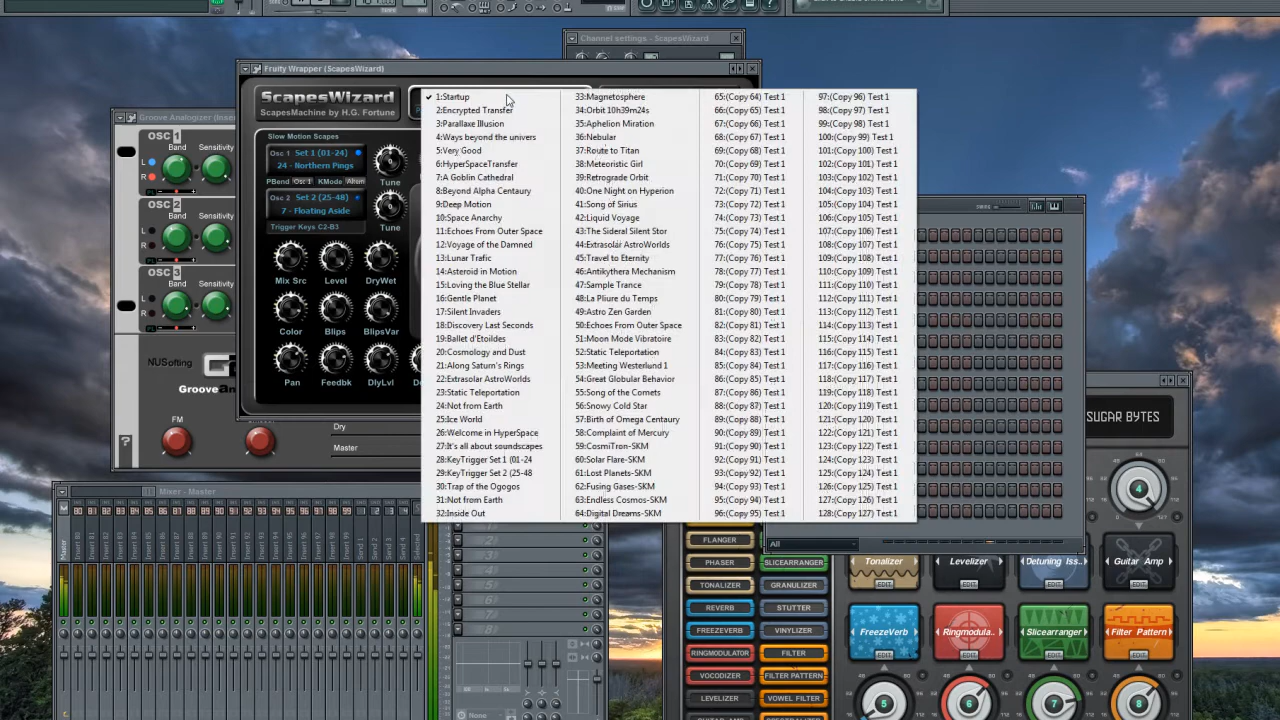 Channel settings - ScapesWizard
Fruity Wrapper (ScapesWizard)
ScapesWizard
ScapesMachine by H.G. Fortune
Slow Motion Scapes
Osc 1 Set 1 (01-24)
24 - Northern Pings
PBend Osc 1 KMode Altern
Osc 2 Set 2 (25-48)
7 - Floating Aside
Trigger Keys C2-B3
Tune
Tune
Mix Src Level DryWet
Color Blips BlipsVar
Pan Feedbk DlyLvl
Groove Analogizer (Insert
OSC 1
Band Sensitivity
L
R
OSC 2
Band Sensitivity
OSC 3
Band Sensitivity
L
R
NUSofting
GrooveAn
FM
Dry
Master
?
1:Startup
2:Encrypted Transfer
3:Parallaxe Illusion
4:Ways beyond the univers
5:Very Good
6:HyperSpaceTransfer
7:A Goblin Cathedral
8:Beyond Alpha Centaury
9:Deep Motion
10:Space Anarchy
11:Echoes From Outer Space
12:Voyage of the Damned
13:Lunar Trafic
14:Asteroid in Motion
15:Loving the Blue Stellar
16:Gentle Planet
17:Silent Invaders
18:Discovery Last Seconds
19:Ballet d'Etoildes
20:Cosmology and Dust
21:Along Saturn's Rings
22:Extrasolar AstroWorlds
23:Static Teleportation
24:Not from Earth
25:Ice World
26:Welcome in HyperSpace
27:It's all about soundscapes
28:KeyTrigger Set 1 (01-24
29:KeyTrigger Set 2 (25-48
30:Trap of the Ogogos
31:Not from Earth
32:Inside Out
33:Magnetosphere
34:Orbit 10h39m24s
35:Aphelion Miration
36:Nebular
37:Route to Titan
38:Meteoristic Girl
39:Retrograde Orbit
40:One Night on Hyperion
41:Song of Sirius
42:Liquid Voyage
43:The Sideral Silent Stor
44:Extrasolar AstroWorlds
45:Travel to Eternity
46:Antikythera Mechanism
47:Sample Trance
48:La Pliure du Temps
49:Astro Zen Garden
50:Echoes From Outer Space
51:Moon Mode Vibratoire
52:Static Teleportation
53:Meeting Westerlund 1
54:Great Globular Behavior
55:Song of the Comets
56:Snowy Cold Star
57:Birth of Omega Centaury
58:Complaint of Mercury
59:CosmiTron-SKM
60:Solar Flare-SKM
61:Lost Planets-SKM
62:Fusing Gases-SKM
63:Endless Cosmos-SKM
64:Digital Dreams-SKM
65:(Copy 64) Test 1
66:(Copy 65) Test 1
67:(Copy 66) Test 1
68:(Copy 67) Test 1
69:(Copy 68) Test 1
70:(Copy 69) Test 1
71:(Copy 70) Test 1
72:(Copy 71) Test 1
73:(Copy 72) Test 1
74:(Copy 73) Test 1
75:(Copy 74) Test 1
76:(Copy 75) Test 1
77:(Copy 76) Test 1
78:(Copy 77) Test 1
79:(Copy 78) Test 1
80:(Copy 79) Test 1
81:(Copy 80) Test 1
82:(Copy 81) Test 1
83:(Copy 82) Test 1
84:(Copy 83) Test 1
85:(Copy 84) Test 1
86:(Copy 85) Test 1
87:(Copy 86) Test 1
88:(Copy 87) Test 1
89:(Copy 88) Test 1
90:(Copy 89) Test 1
91:(Copy 90) Test 1
92:(Copy 91) Test 1
93:(Copy 92) Test 1
94:(Copy 93) Test 1
95:(Copy 94) Test 1
96:(Copy 95) Test 1
97:(Copy 96) Test 1
98:(Copy 97) Test 1
99:(Copy 98) Test 1
100:(Copy 99) Test 1
101:(Copy 100) Test 1
102:(Copy 101) Test 1
103:(Copy 102) Test 1
104:(Copy 103) Test 1
105:(Copy 104) Test 1
106:(Copy 105) Test 1
107:(Copy 106) Test 1
108:(Copy 107) Test 1
109:(Copy 108) Test 1
110:(Copy 109) Test 1
111:(Copy 110) Test 1
112:(Copy 111) Test 1
113:(Copy 112) Test 1
114:(Copy 113) Test 1
115:(Copy 114) Test 1
116:(Copy 115) Test 1
117:(Copy 116) Test 1
118:(Copy 117) Test 1
119:(Copy 118) Test 1
120:(Copy 119) Test 1
121:(Copy 120) Test 1
122:(Copy 121) Test 1
123:(Copy 122) Test 1
124:(Copy 123) Test 1
125:(Copy 124) Test 1
126:(Copy 125) Test 1
127:(Copy 126) Test 1
128:(Copy 127) Test 1
Mixer - Master
All
SUGAR BYTES
4
FLANGER
PHASER SLICEARRANGER
TONALIZER GRANULIZER
REVERB STUTTER
FREEZEVERB VINYLIZER
RINGMODULATOR FILTER
VOCODIZER FILTER PATTERN
LEVELIZER VOWEL FILTER
Tonalizer Levelizer Detuning Iss.. Guitar Amp
EDIT EDIT EDIT EDIT
FreezeVerb Ringmodula.. Slicearranger Filter Pattern
EDIT EDIT EDIT EDIT
5 6 7 8
None